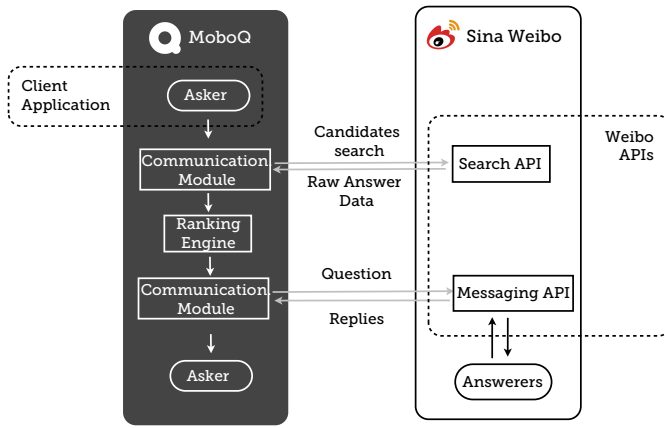 MoboQ
Sina Weibo
Client
Application
Asker
Candidates
search
Weibo
APIs
Communication
Module
Search API
Raw Answer
Data
Ranking
Engine
Question
Communication
Module
Messaging API
Replies
Asker
Answerers